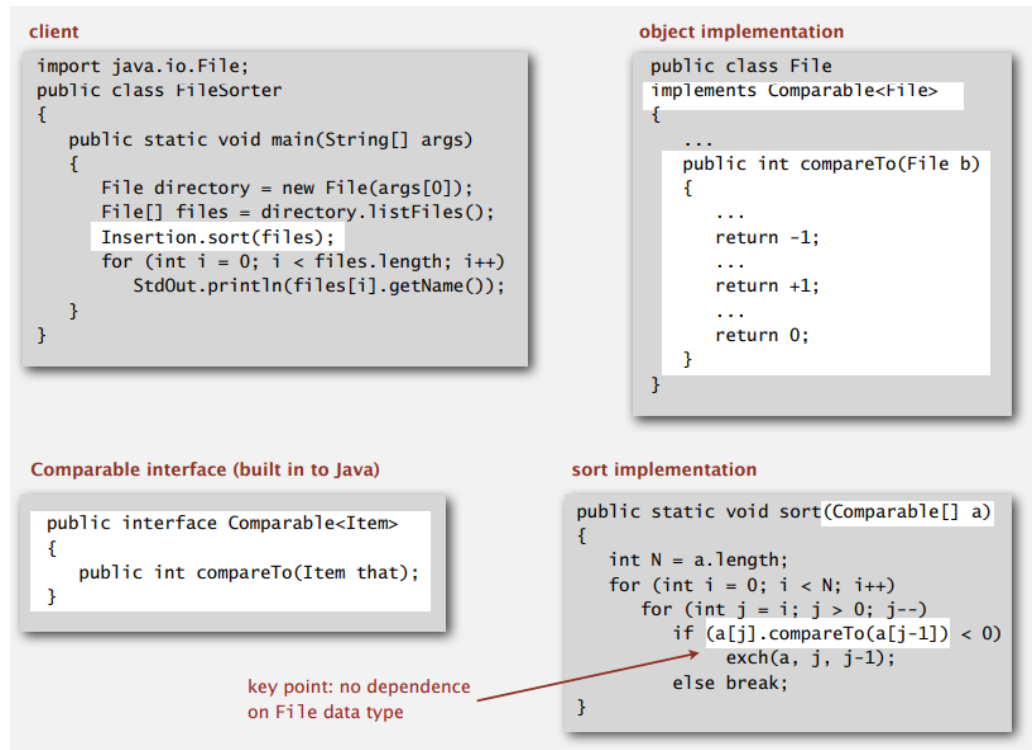 client
import java.io.File;
public class FileSorter
{
public static void main(String[] args)
{
File directory = new File(args[0]);
File[] files = directory.listFiles();
Insertion.sort(files);
for (int i = 0; i < files.length; i++)
StdOut.println(files[i].getName());
}
}
object implementation
public class File
implements Comparable<File>
{
...
public int compareTo(File b)
{
...
return -1;
...
return +1;
...
return 0;
}
}
Comparable interface (built in to Java)
public interface Comparable<Item>
{
public int compareTo(Item that);
}
sort implementation
public static void sort(Comparable[] a)
{
int N = a.length;
for (int i = 0; i < N; i++)
for (int j = i; j > 0; j--)
if (a[j].compareTo(a[j-1]) < 0)
exch(a, j, j-1);
else break;
}
key point: no dependence
on File data type